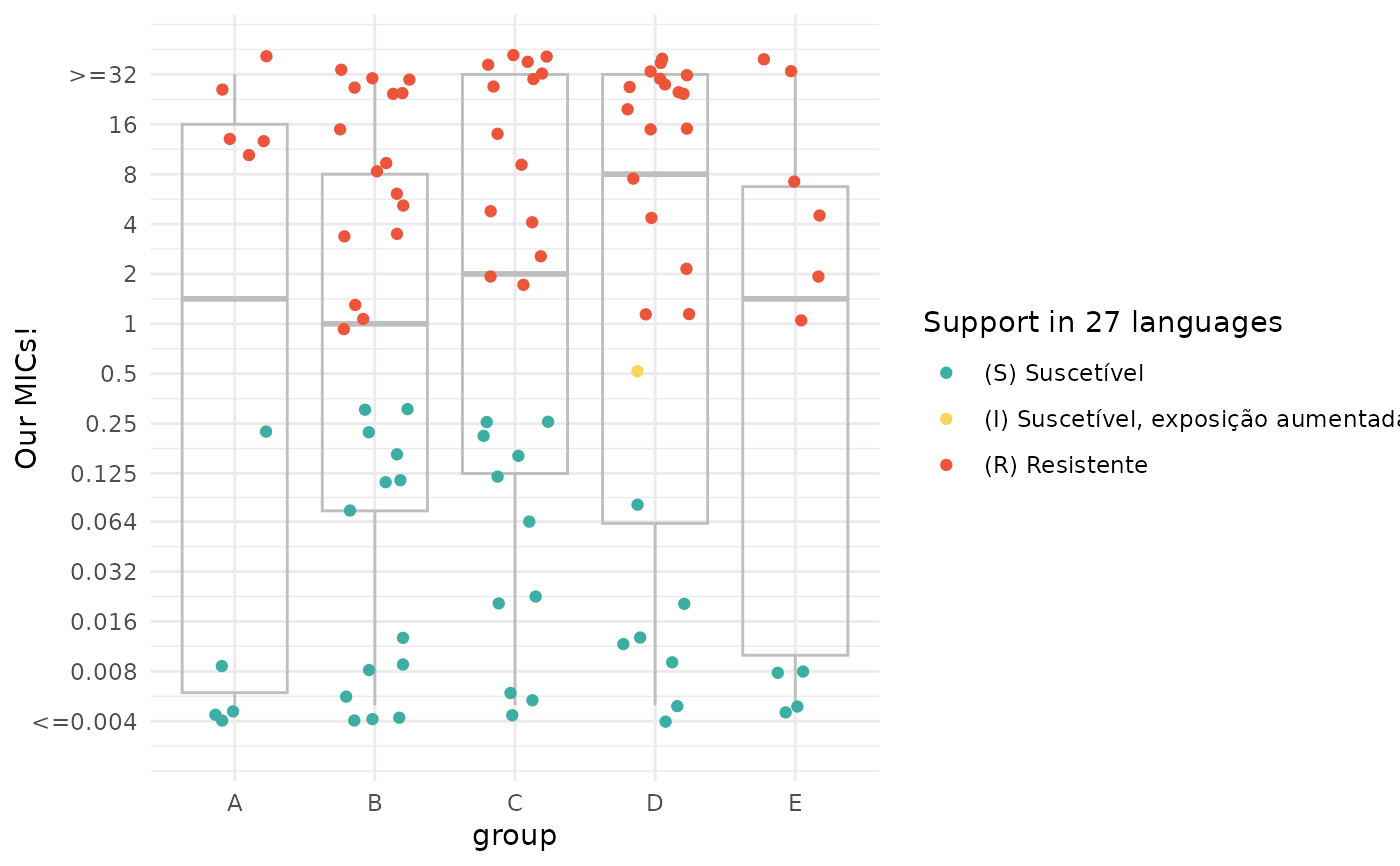 Our MICs!
>=32
16
8
4
2
1
0.5
0.25
0.125
0.064
0.032
0.016
0.008
<=0.004
A B C D E
group
Support in 27 languages
(S) Suscetível
(I) Suscetível, exposição aumentada
(R) Resistente